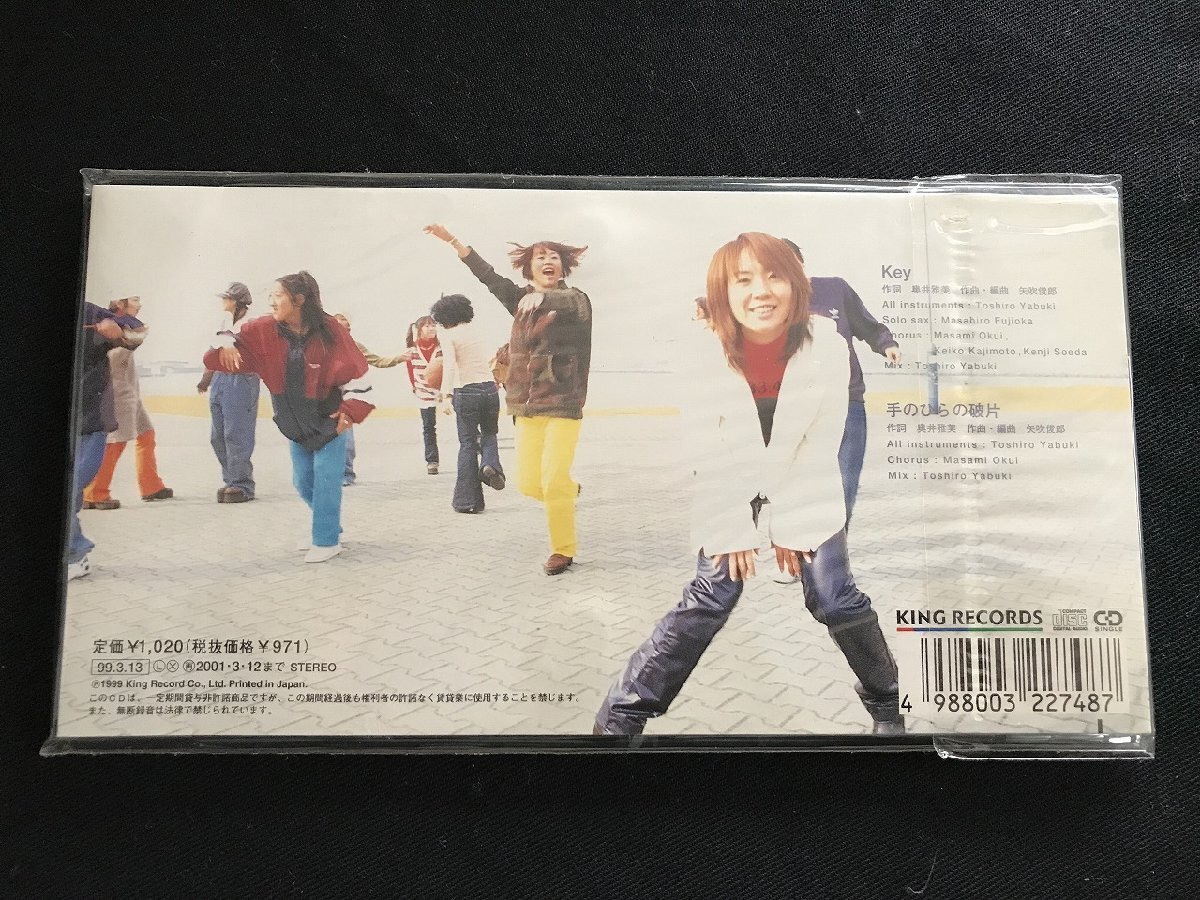 Key
作詞 奥井雅美 作曲・編曲 矢吹俊郎
All instruments : Toshiro Yabuki
Solo sax : Masahiro Fujioka
Chorus : Masami Okui,
Keiko Kajimoto, Kenji Soeda
Mix : Toshiro Yabuki
手のひらの破片
作詞 奥井雅美 作曲・編曲 矢吹俊郎
All instruments : Toshiro Yabuki
Chorus : Masami Okui
Mix : Toshiro Yabuki
定価¥1,020(税抜価格¥971)
99.3.13 Ⓛ Ⓧ 再 2001・3・12まで STEREO
Ⓟ1999 King Record Co., Ltd. Printed in Japan.
このCDは、一定期間貸与非許諾商品ですが、この期間経過後も権利者の許諾なく賃貸業に使用することを禁じます。
また、無断録音は法律で禁じられています。
KING RECORDS
COMPACT disc DIGITAL AUDIO
CD SINGLE
4 988003 227487